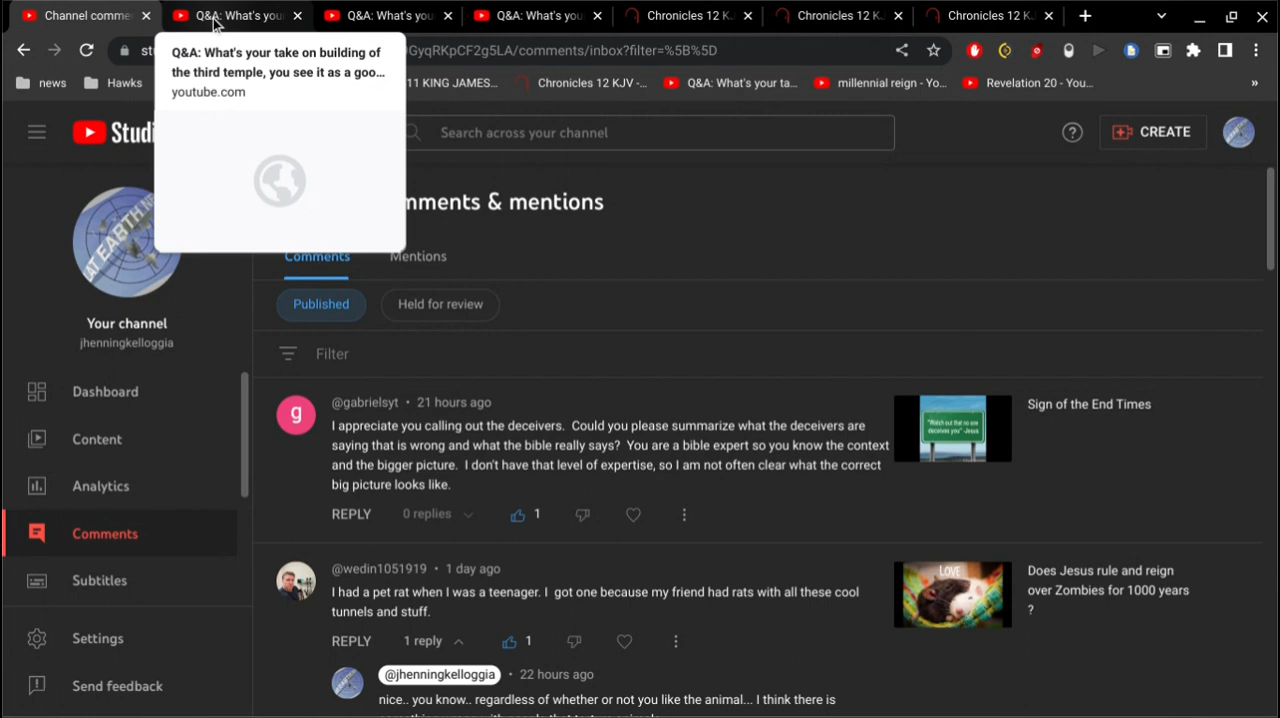 Channel comme
Q&A: What's your
Q&A: What's you
Q&A: What's you
Chronicles 12 K
Chronicles 12 K
Chronicles 12 K
Q&A: What's your take on building of
the third temple, you see it as a goo...
youtube.com
GyqRKpCF2g5LA/comments/inbox?filter=%5B%5D
news
Hawks
11 KING JAMES...
Chronicles 12 KJV -...
Q&A: What's your ta...
millennial reign - Yo...
Revelation 20 - You...
»
Studi
Search across your channel
CREATE
mments & mentions
Comments
Mentions
Published
Held for review
Filter
Your channel
jhenningkelloggia
Dashboard
Content
Analytics
Comments
Subtitles
Settings
Send feedback
@gabrielsyt • 21 hours ago
I appreciate you calling out the deceivers. Could you please summarize what the deceivers are
saying that is wrong and what the bible really says? You are a bible expert so you know the context
and the bigger picture. I don't have that level of expertise, so I am not often clear what the correct
big picture looks like.
REPLY 0 replies 1
"Watch out that no one
deceives you" -Jesus
Sign of the End Times
@wedin1051919 • 1 day ago
I had a pet rat when I was a teenager. I got one because my friend had rats with all these cool
tunnels and stuff.
REPLY 1 reply 1
LOVE
Does Jesus rule and reign
over Zombies for 1000 years
?
@jhenningkelloggia • 22 hours ago
nice.. you know.. regardless of whether or not you like the animal... I think there is